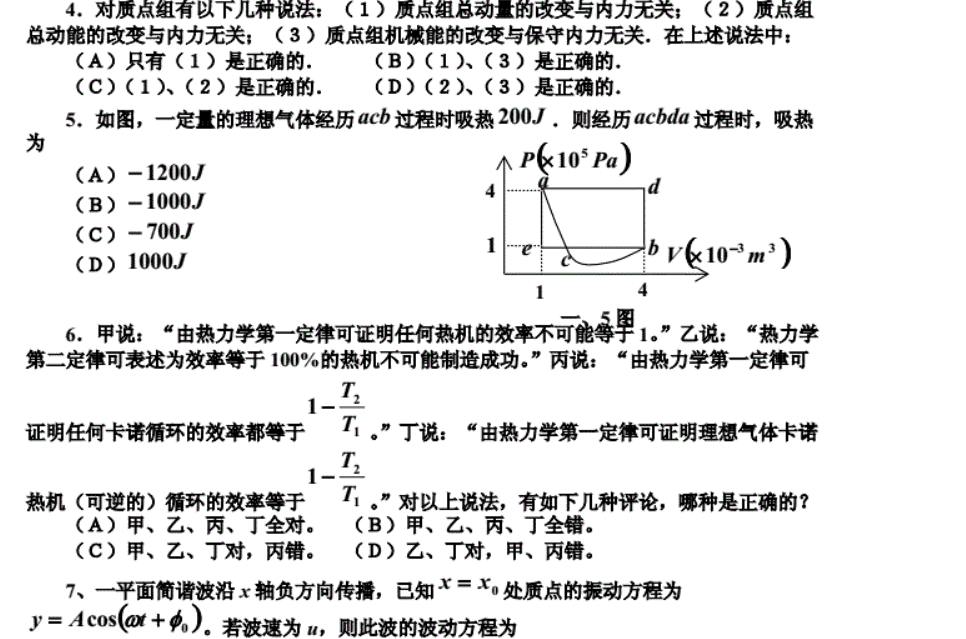 4．对质点组有以下几种说法：（1）质点组总动量的改变与内力无关；（2）质点组
总动能的改变与内力无关；（3）质点组机械能的改变与保守内力无关．在上述说法中：
（A）只有（1）是正确的． （B）（1）、（3）是正确的．
（C）（1）、（2）是正确的． （D）（2）、（3）是正确的．
5．如图，一定量的理想气体经历 acb 过程时吸热 200J ．则经历 acbda 过程时，吸热
为
（A）−1200J
（B）−1000J
（C）−700J
（D）1000J
P(×10⁵ Pa)
4 a d
1 e c b V(×10⁻³ m³)
1 4
一、5 图
6．甲说：“由热力学第一定律可证明任何热机的效率不可能等于 1。”乙说：“热力学
第二定律可表述为效率等于 100%的热机不可能制造成功。”丙说：“由热力学第一定律可
证明任何卡诺循环的效率都等于 1−T₂/T₁ 。”丁说：“由热力学第一定律可证明理想气体卡诺
热机（可逆的）循环的效率等于 1−T₂/T₁ 。”对以上说法，有如下几种评论，哪种是正确的？
（A）甲、乙、丙、丁全对。 （B）甲、乙、丙、丁全错。
（C）甲、乙、丁对，丙错。 （D）乙、丁对，甲、丙错。
7、一平面简谐波沿 x 轴负方向传播，已知 x = x₀ 处质点的振动方程为
y = Acos(ωt + ϕ₀)。若波速为 u，则此波的波动方程为